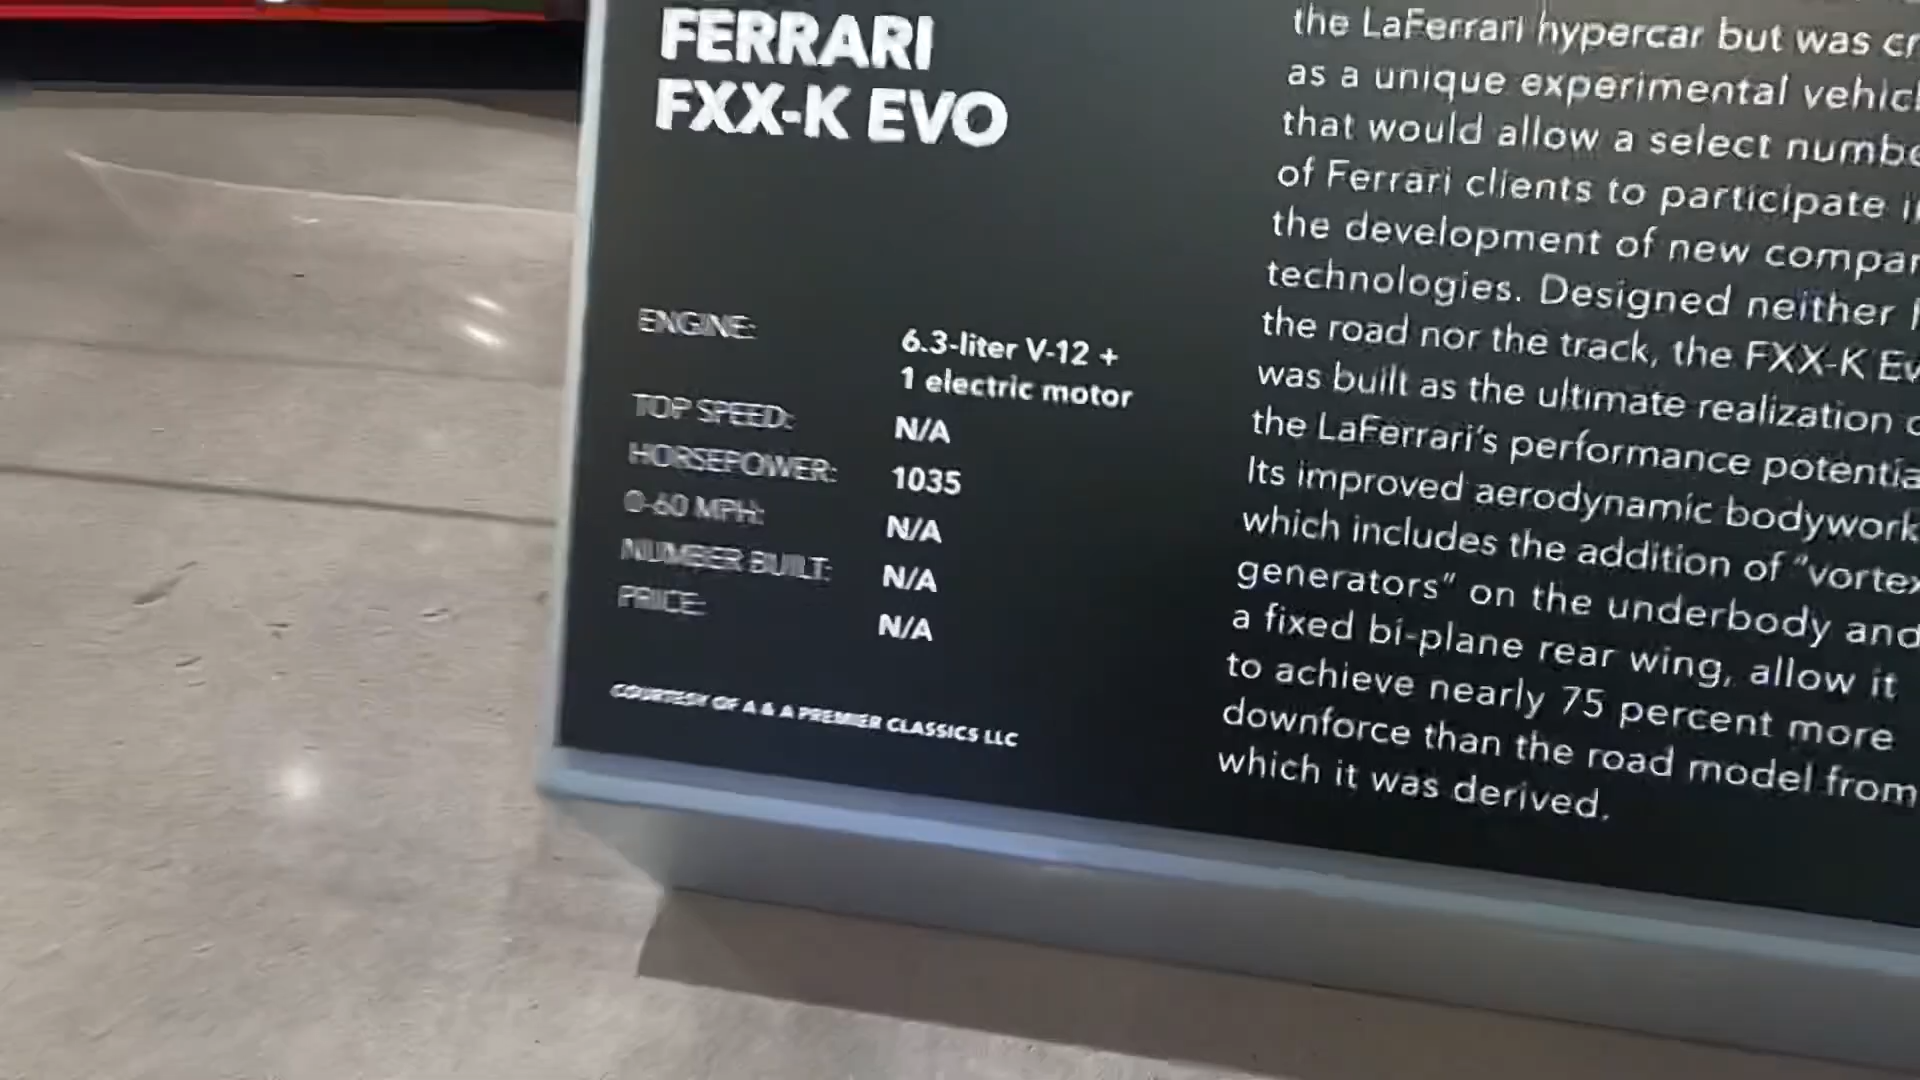 FERRARI
FXX-K EVO
ENGINE: 6.3-liter V-12 +
1 electric motor
TOP SPEED: N/A
HORSEPOWER: 1035
0-60 MPH: N/A
NUMBER BUILT: N/A
PRICE: N/A
COURTESY OF A & A PREMIER CLASSICS LLC
the LaFerrari hypercar but was
as a unique experimental
that would allow a select
of Ferrari clients to participate
the development of new
technologies. Designed neither
the road nor the track, the FXX-K
was built as the ultimate realization
the LaFerrari's performance
Its improved aerodynamic bodywork
which includes the addition of "vortex
generators" on the underbody and
a fixed bi-plane rear wing, allow it
to achieve nearly 75 percent more
downforce than the road model from
which it was derived.